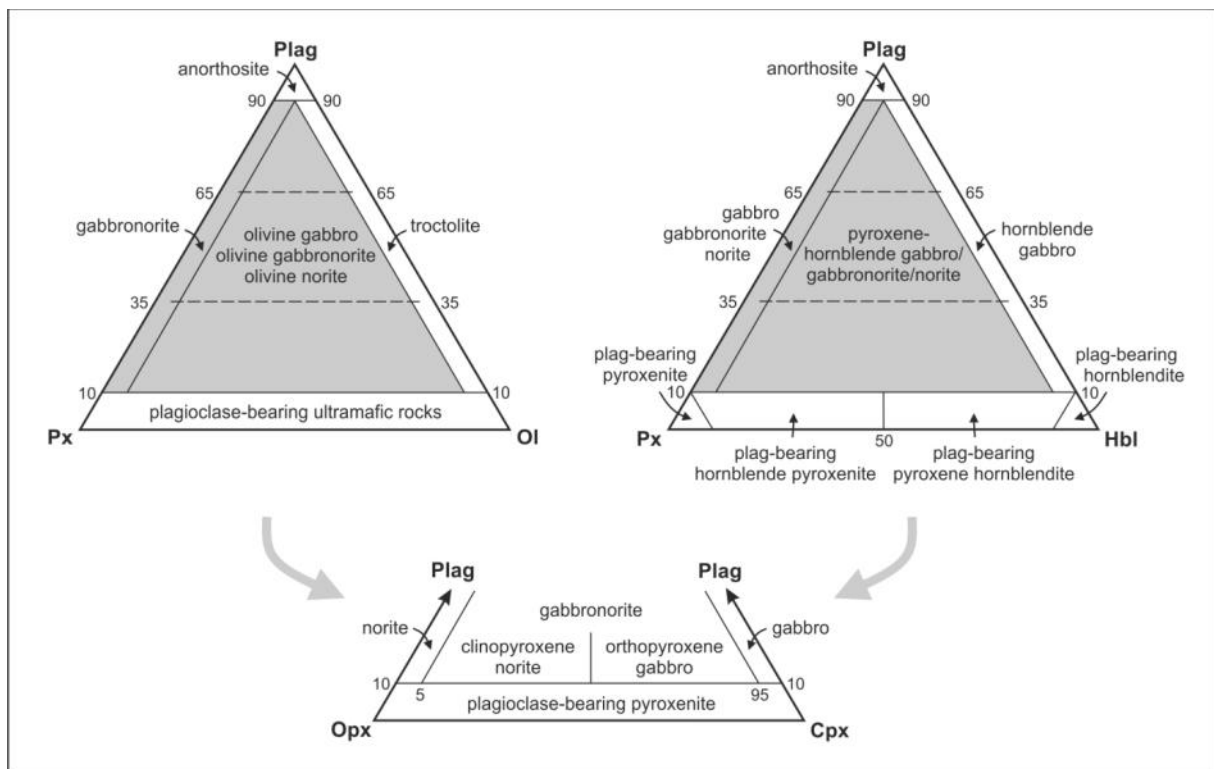 Plag
anorthosite
90
90
65
65
gabbronorite
troctolite
olivine gabbro
olivine gabbronorite
olivine norite
35
35
10
10
plagioclase-bearing ultramafic rocks
Px
Ol
Plag
anorthosite
90
90
65
65
gabbro
gabbronorite
norite
pyroxene-
hornblende gabbro/
gabbronorite/norite
hornblende
gabbro
35
35
plag-bearing
pyroxenite
plag-bearing
hornblendite
10
10
Px
50
Hbl
plag-bearing
hornblende pyroxenite
plag-bearing
pyroxene hornblendite
Plag
Plag
gabbronorite
norite
gabbro
clinopyroxene
norite
orthopyroxene
gabbro
10
10
5
95
plagioclase-bearing pyroxenite
Opx
Cpx